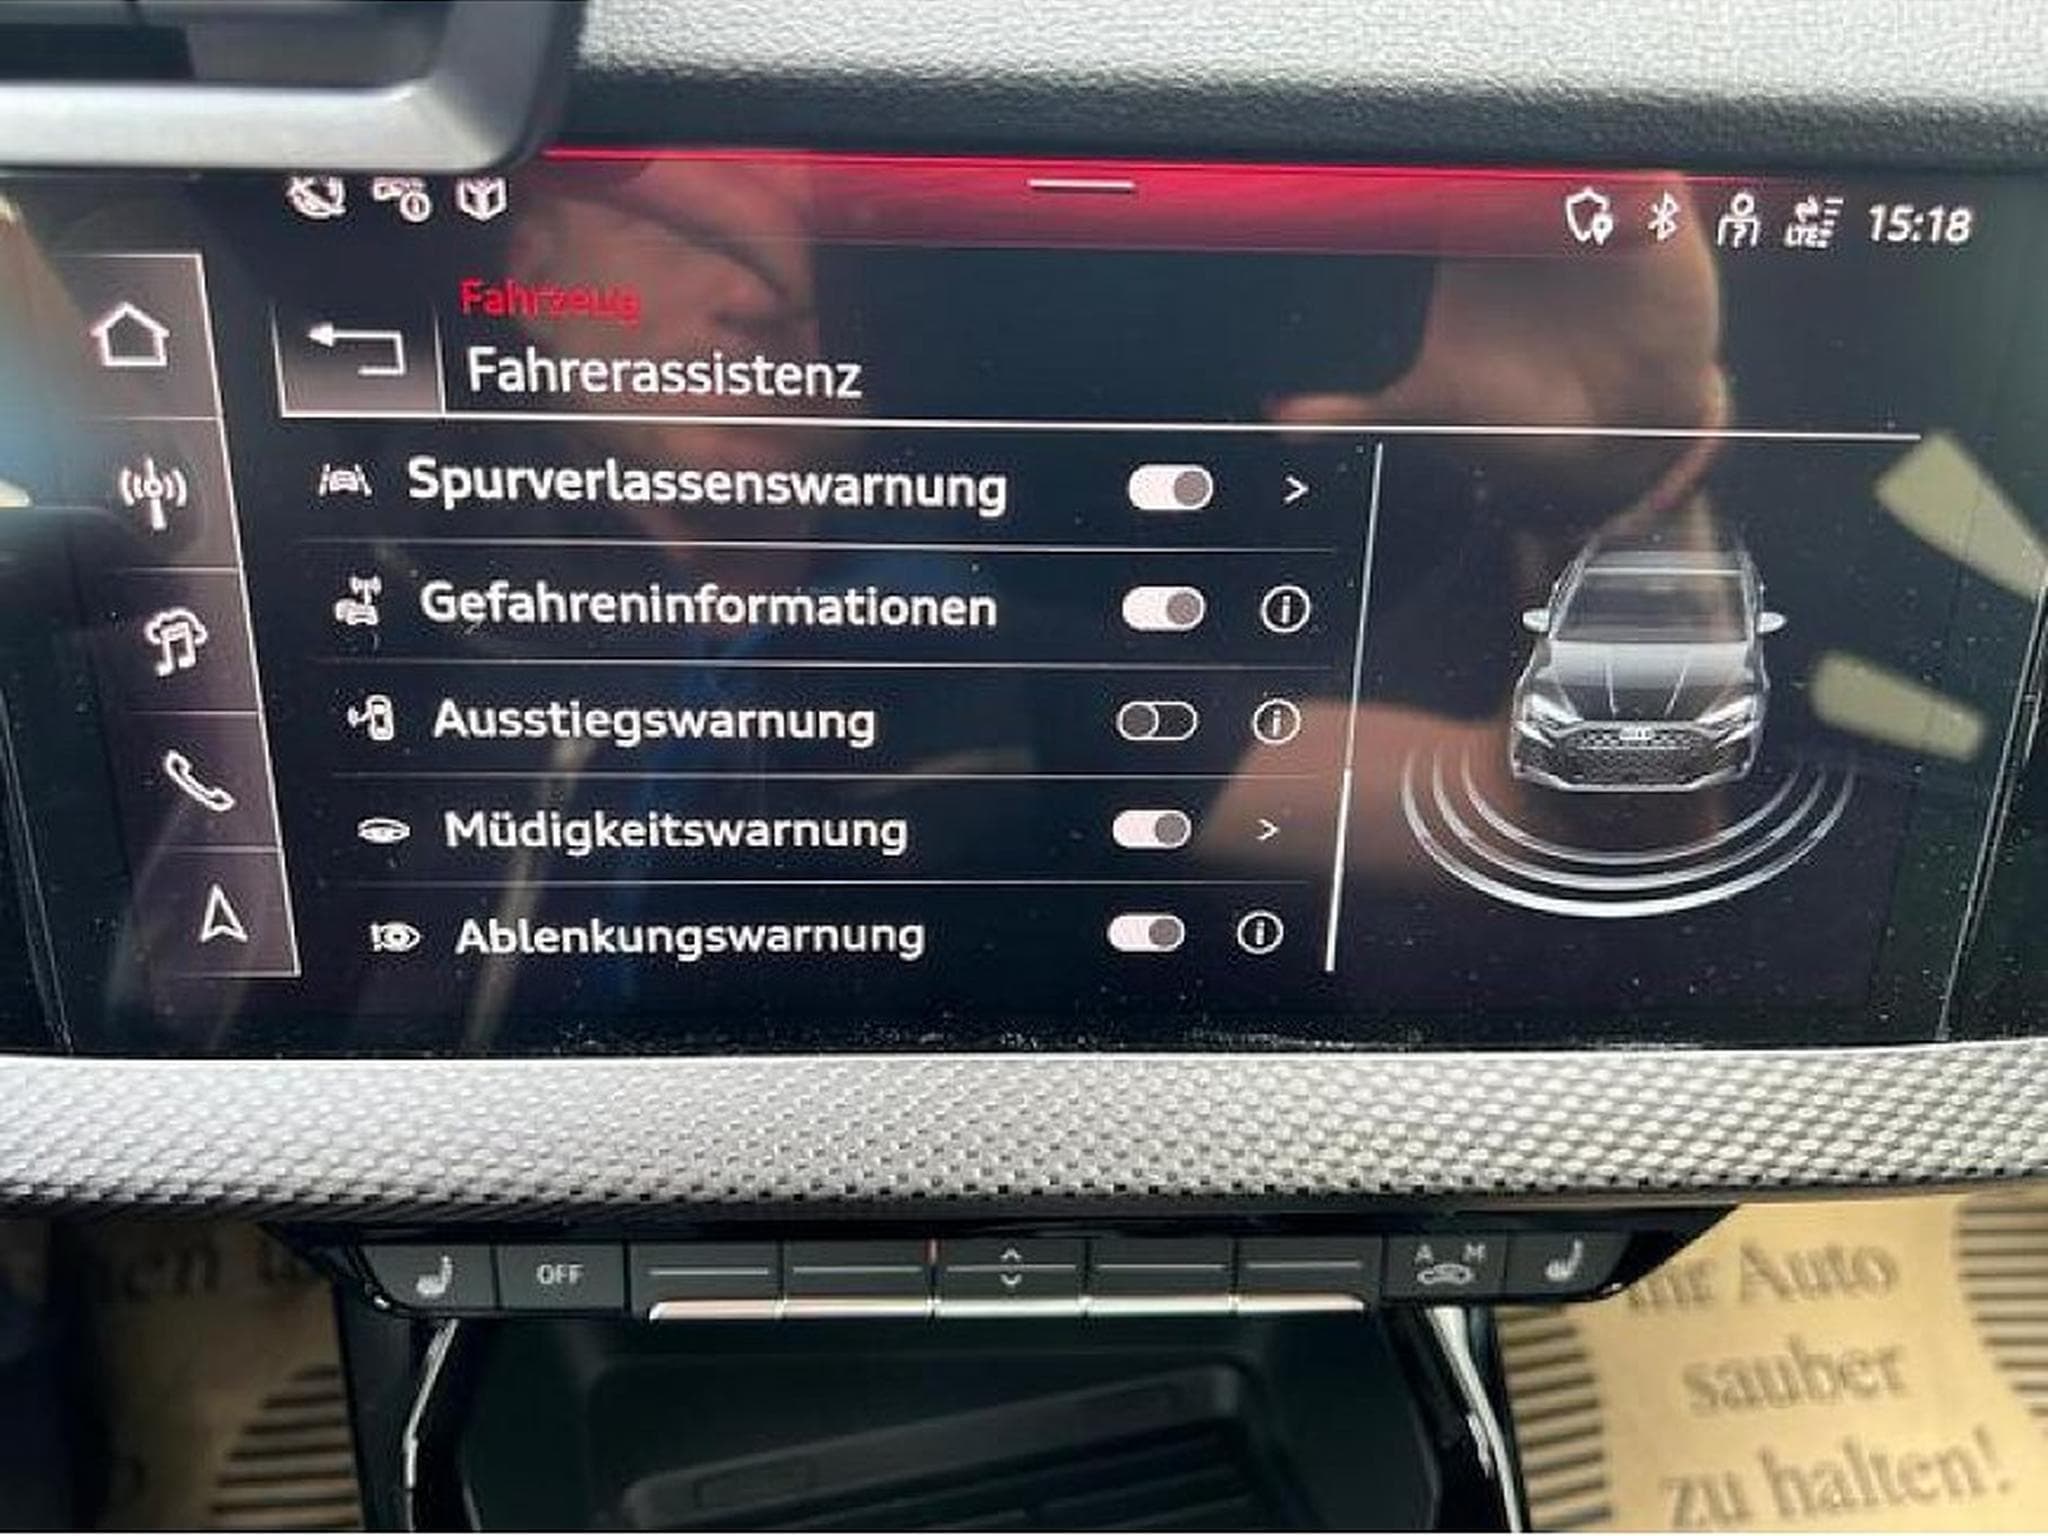 15:18
Fahrzeug
Fahrerassistenz
Spurverlassenswarnung
Gefahreninformationen
Ausstiegswarnung
Müdigkeitswarnung
Ablenkungswarnung
OFF
A M
Auto
sauber
zu halten!